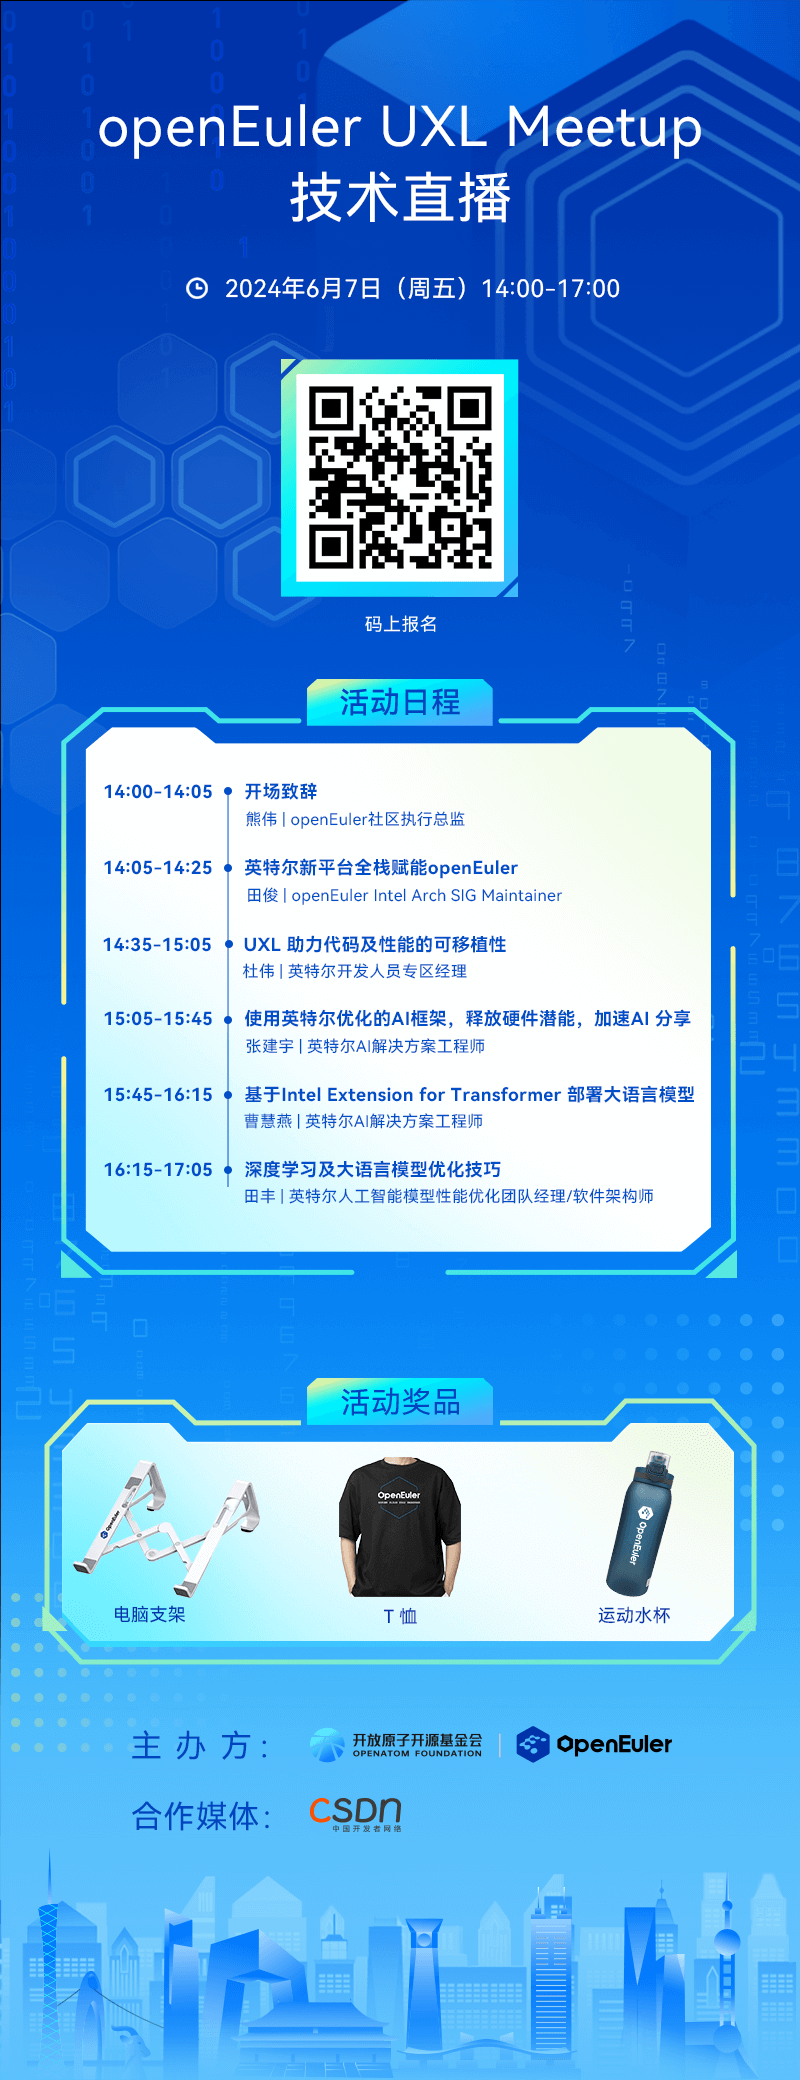 openEuler UXL Meetup
技术直播
2024年6月7日（周五）14:00-17:00
码上报名
活动日程
14:00-14:05 开场致辞
熊伟 | openEuler社区执行总监
14:05-14:25 英特尔新平台全栈赋能openEuler
田俊 | openEuler Intel Arch SIG Maintainer
14:35-15:05 UXL 助力代码及性能的可移植性
杜伟 | 英特尔开发人员专区经理
15:05-15:45 使用英特尔优化的AI框架，释放硬件潜能，加速AI 分享
张建宇 | 英特尔AI解决方案工程师
15:45-16:15 基于Intel Extension for Transformer 部署大语言模型
曹慧燕 | 英特尔AI解决方案工程师
16:15-17:05 深度学习及大语言模型优化技巧
田丰 | 英特尔人工智能模型性能优化团队经理/软件架构师
活动奖品
OpenEuler
OpenEuler
OpenEuler
电脑支架
T 恤
运动水杯
主办方：
开放原子开源基金会
OPENATOM FOUNDATION
OpenEuler
合作媒体：
CSDN
中国开发者网络